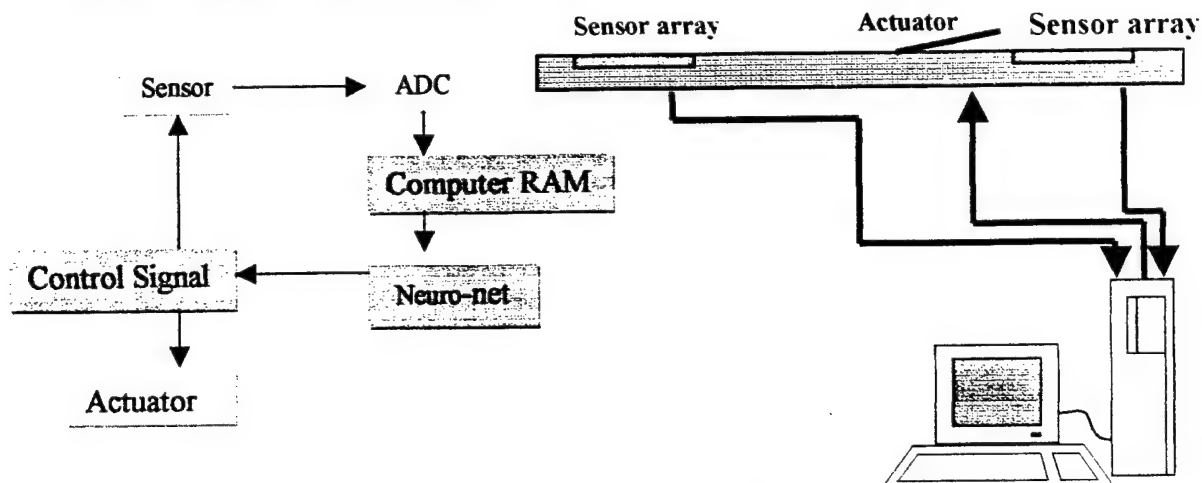 Sensor array
Actuator
Sensor array
Sensor
ADC
Computer RAM
Control Signal
Neuro-net
Actuator